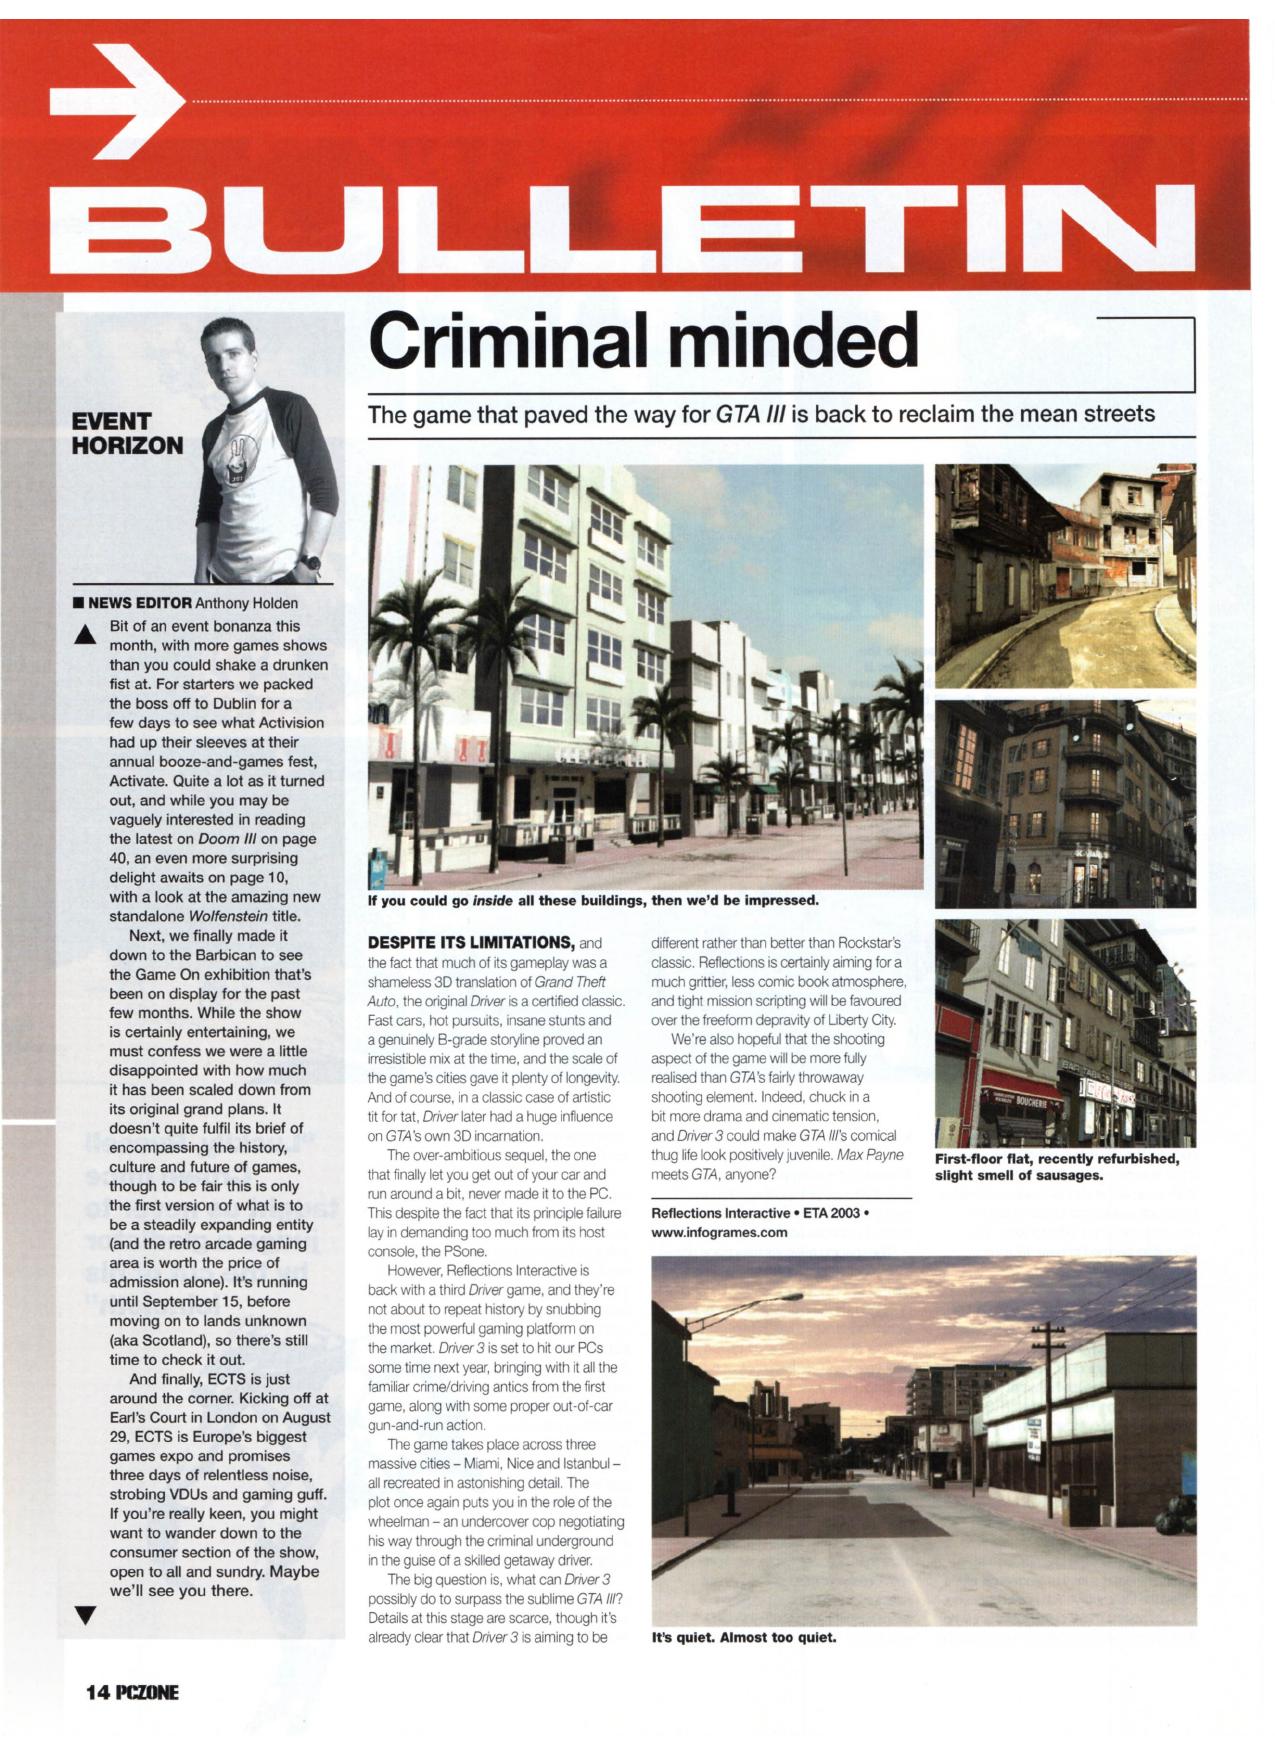 BULLETIN
EVENT
HORIZON
■ NEWS EDITOR Anthony Holden
▲ Bit of an event bonanza this
month, with more games shows
than you could shake a drunken
fist at. For starters we packed
the boss off to Dublin for a
few days to see what Activision
had up their sleeves at their
annual booze-and-games fest,
Activate. Quite a lot as it turned
out, and while you may be
vaguely interested in reading
the latest on Doom III on page
40, an even more surprising
delight awaits on page 10,
with a look at the amazing new
standalone Wolfenstein title.
Next, we finally made it
down to the Barbican to see
the Game On exhibition that's
been on display for the past
few months. While the show
is certainly entertaining, we
must confess we were a little
disappointed with how much
it has been scaled down from
its original grand plans. It
doesn't quite fulfil its brief of
encompassing the history,
culture and future of games,
though to be fair this is only
the first version of what is to
be a steadily expanding entity
(and the retro arcade gaming
area is worth the price of
admission alone). It's running
until September 15, before
moving on to lands unknown
(aka Scotland), so there's still
time to check it out.
And finally, ECTS is just
around the corner. Kicking off at
Earl's Court in London on August
29, ECTS is Europe's biggest
games expo and promises
three days of relentless noise,
strobing VDUs and gaming guff.
If you're really keen, you might
want to wander down to the
consumer section of the show,
open to all and sundry. Maybe
we'll see you there.
▼
Criminal minded
The game that paved the way for GTA III is back to reclaim the mean streets
If you could go inside all these buildings, then we'd be impressed.
DESPITE ITS LIMITATIONS, and
the fact that much of its gameplay was a
shameless 3D translation of Grand Theft
Auto, the original Driver is a certified classic.
Fast cars, hot pursuits, insane stunts and
a genuinely B-grade storyline proved an
irresistible mix at the time, and the scale of
the game's cities gave it plenty of longevity.
And of course, in a classic case of artistic
tit for tat, Driver later had a huge influence
on GTA's own 3D incarnation.
The over-ambitious sequel, the one
that finally let you get out of your car and
run around a bit, never made it to the PC.
This despite the fact that its principle failure
lay in demanding too much from its host
console, the PSone.
However, Reflections Interactive is
back with a third Driver game, and they're
not about to repeat history by snubbing
the most powerful gaming platform on
the market. Driver 3 is set to hit our PCs
some time next year, bringing with it all the
familiar crime/driving antics from the first
game, along with some proper out-of-car
gun-and-run action.
The game takes place across three
massive cities – Miami, Nice and Istanbul –
all recreated in astonishing detail. The
plot once again puts you in the role of the
wheelman – an undercover cop negotiating
his way through the criminal underground
in the guise of a skilled getaway driver.
The big question is, what can Driver 3
possibly do to surpass the sublime GTA III?
Details at this stage are scarce, though it's
already clear that Driver 3 is aiming to be
different rather than better than Rockstar's
classic. Reflections is certainly aiming for a
much grittier, less comic book atmosphere,
and tight mission scripting will be favoured
over the freeform depravity of Liberty City.
We're also hopeful that the shooting
aspect of the game will be more fully
realised than GTA's fairly throwaway
shooting element. Indeed, chuck in a
bit more drama and cinematic tension,
and Driver 3 could make GTA III's comical
thug life look positively juvenile. Max Payne
meets GTA, anyone?
Reflections Interactive • ETA 2003 •
www.infogrames.com
BOUCHERIE
First-floor flat, recently refurbished,
slight smell of sausages.
It's quiet. Almost too quiet.
14 PCZONE